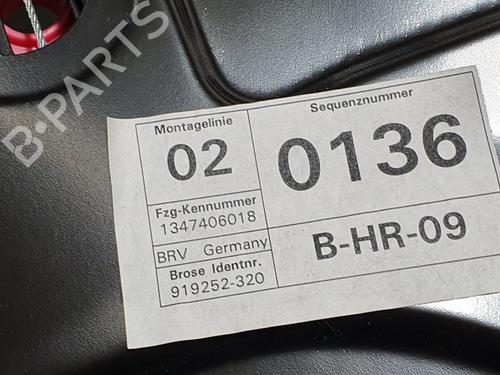 B-PARTS
Montagelinie
02
Sequenznummer
0136
Fzg-Kennummer
1347406018
BRV Germany
B-HR-09
Brose Identnr.
919252-320